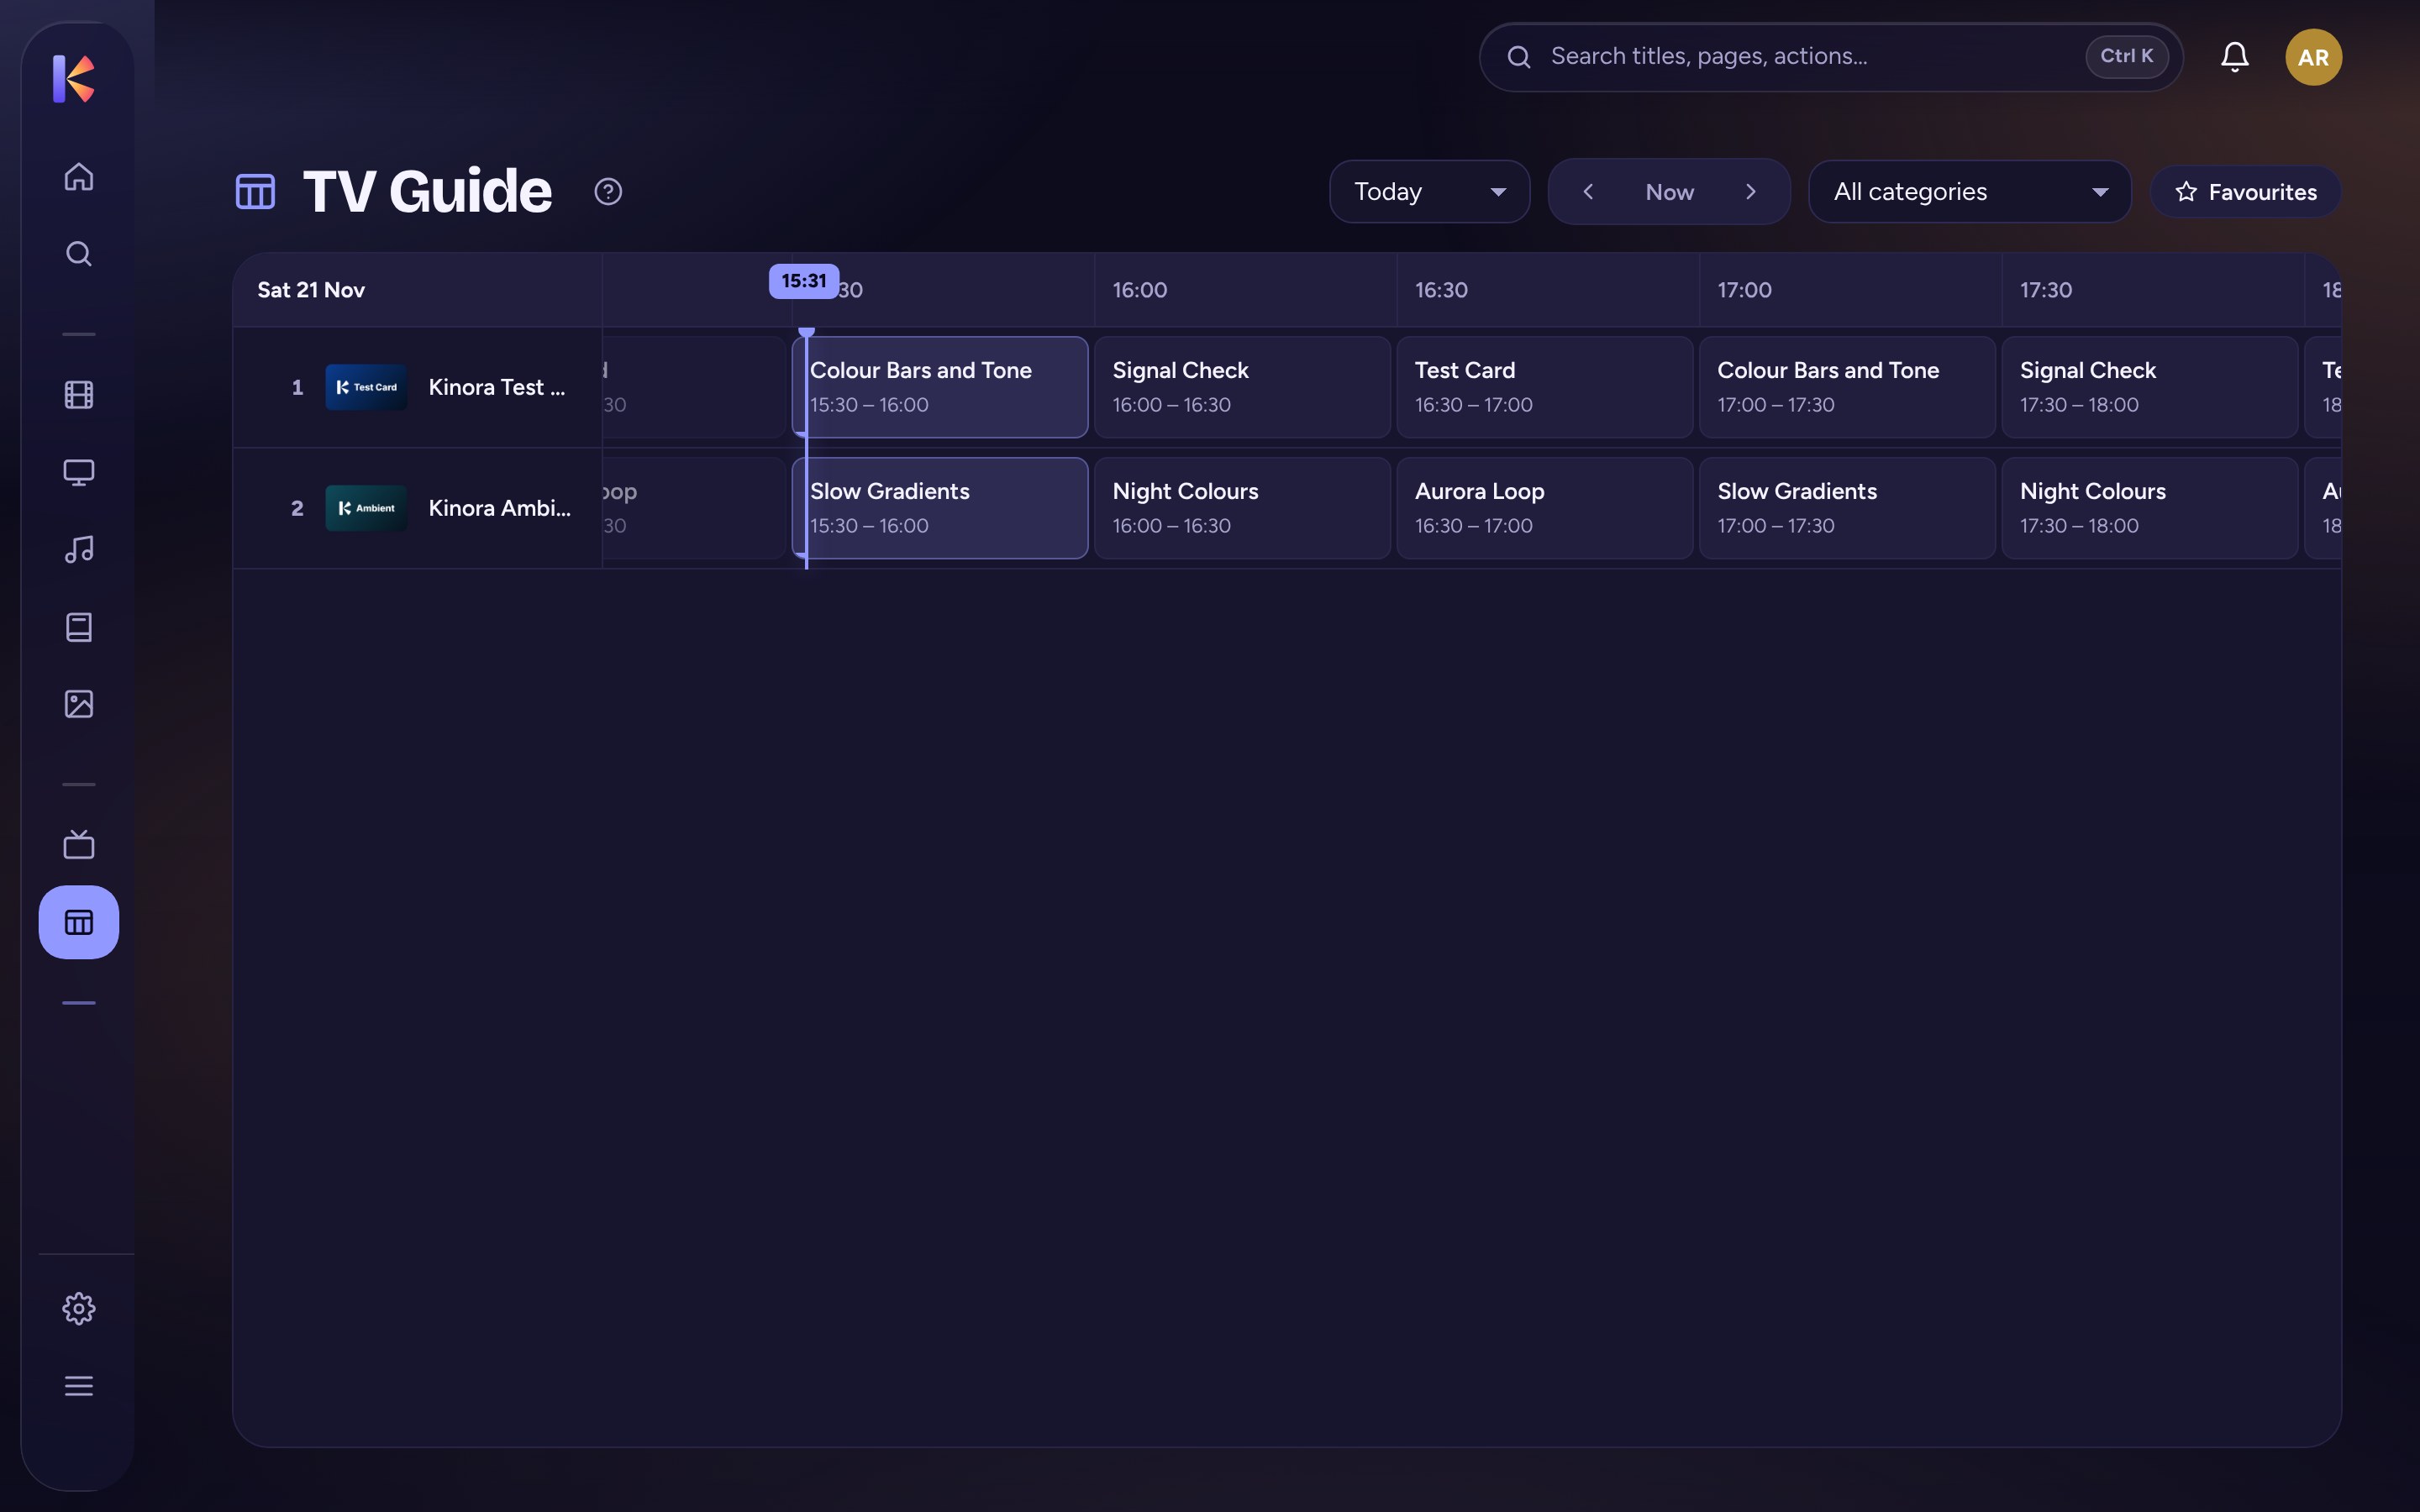 Search titles, pages, actions...
Ctrl K
AR
TV Guide
Today
Now
All categories
Favourites
Sat 21 Nov
15:31
30
16:00
16:30
17:00
17:30
18
1
Test Card
Kinora Test ...
30
Colour Bars and Tone
15:30 – 16:00
Signal Check
16:00 – 16:30
Test Card
16:30 – 17:00
Colour Bars and Tone
17:00 – 17:30
Signal Check
17:30 – 18:00
Te
18
2
Ambient
Kinora Ambi...
oop
30
Slow Gradients
15:30 – 16:00
Night Colours
16:00 – 16:30
Aurora Loop
16:30 – 17:00
Slow Gradients
17:00 – 17:30
Night Colours
17:30 – 18:00
Au
18